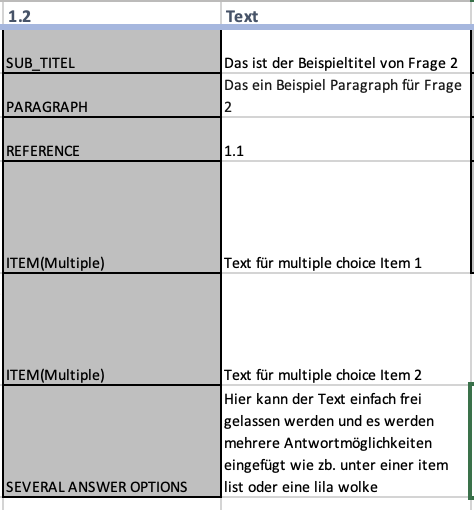 1.2 Text
SUB_TITEL Das ist der Beispieltitel von Frage 2
Das ein Beispiel Paragraph für Frage
PARAGRAPH 2
REFERENCE 1.1
ITEM(Multiple) Text für multiple choice Item 1
ITEM(Multiple) Text für multiple choice Item 2
Hier kann der Text einfach frei
gelassen werden und es werden
mehrere Antwortmöglichkeiten
eingefügt wie zb. unter einer item
SEVERAL ANSWER OPTIONS list oder eine lila wolke